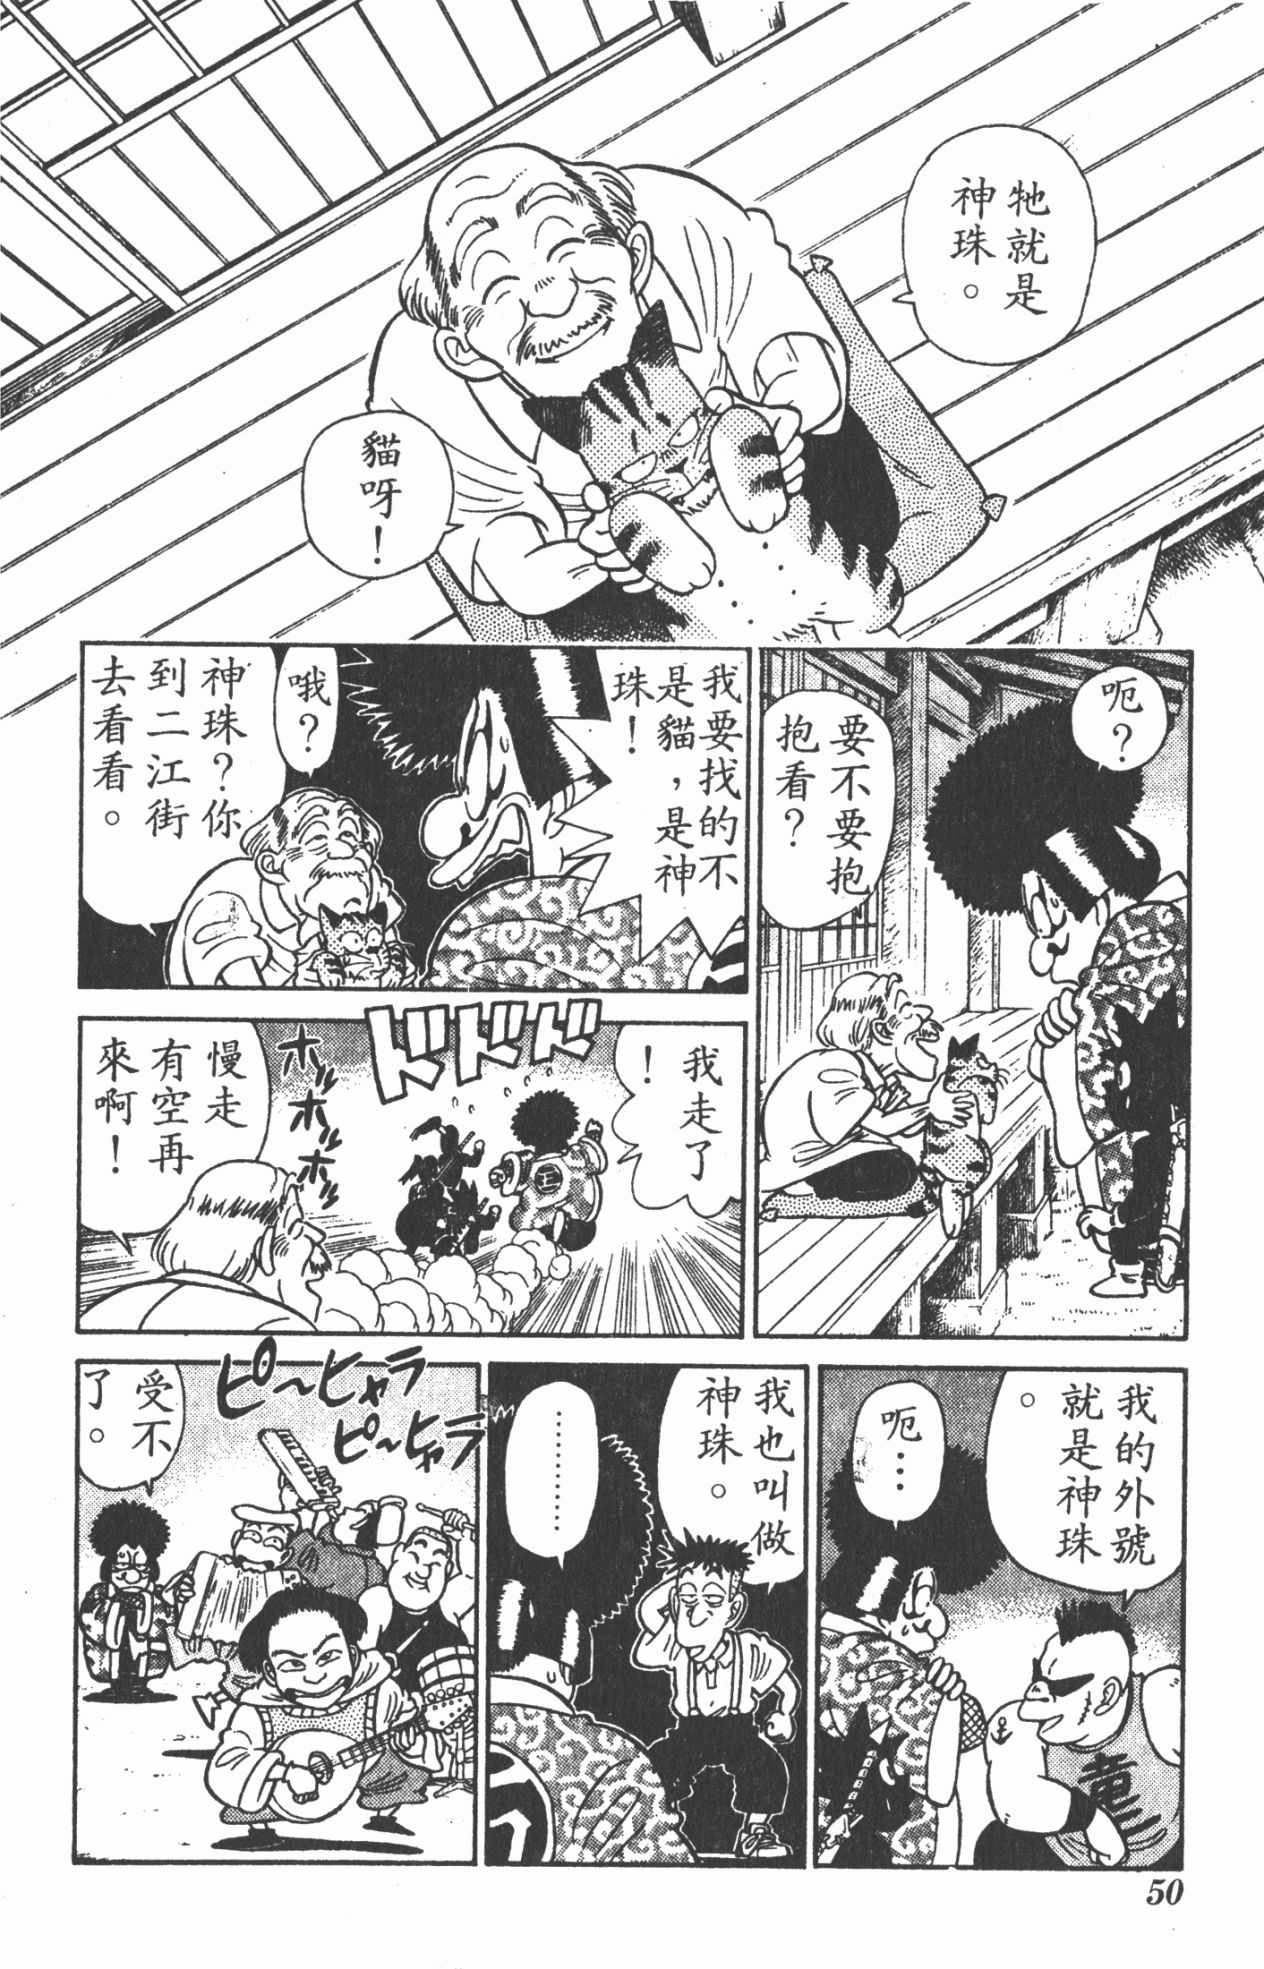 牠就是
神珠。
貓呀！
呃？
要不要抱
抱看？
我要找的不
是貓，是神
珠！
哦？
神珠？你
到二江街
去看看。
我走了
！
ドドド
ホッホッホッ
慢走
有空再
來啊！
我的外號
就是神珠
。
呃…
童
我也叫做
神珠。
…………
ピ～ヒャラ
ピ～ヒャラ
受不
了。
50